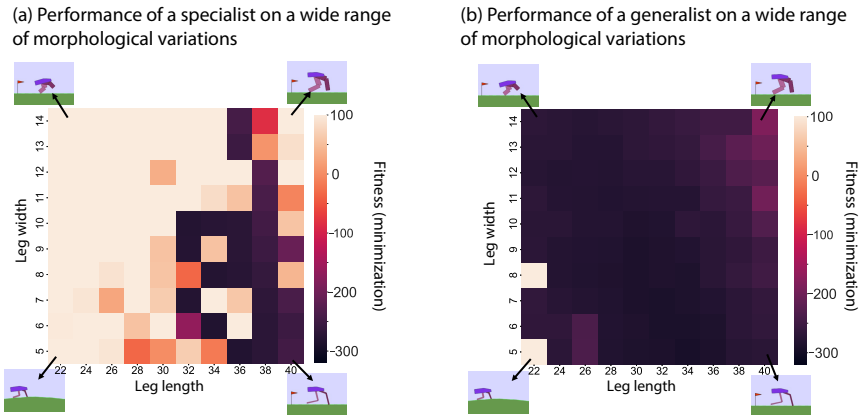 (a) Performance of a specialist on a wide range
of morphological variations
14
13
12
11
10
9
8
7
6
5
Leg width
22 24 26 28 30 32 34 36 38 40
Leg length
100
0
−100
−200
−300
Fitness (minimization)
(b) Performance of a generalist on a wide range
of morphological variations
14
13
12
11
10
9
8
7
6
5
Leg width
22 24 26 28 30 32 34 36 38 40
Leg length
100
0
−100
−200
−300
Fitness (minimization)